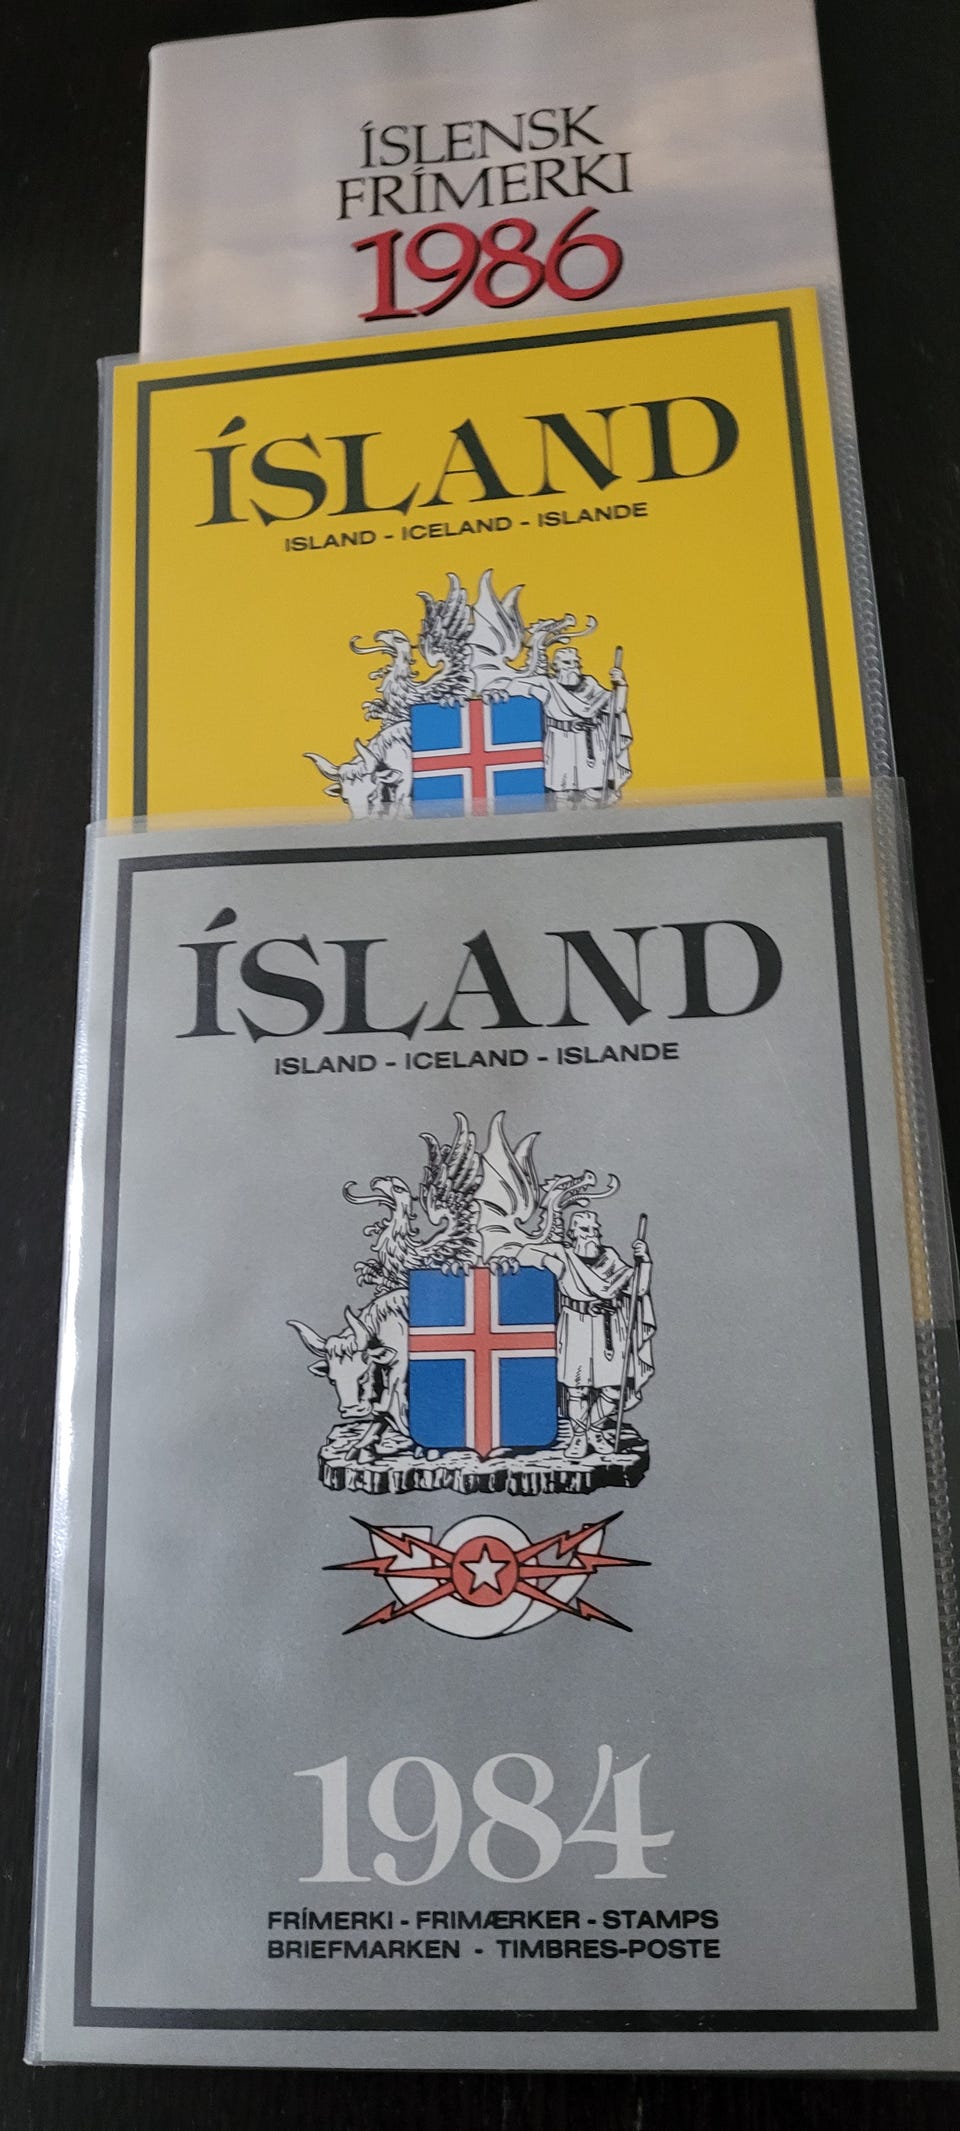 ÍSLENSK
FRÍMERKI
1986
ÍSLAND
ISLAND - ICELAND - ISLANDE
ÍSLAND
ISLAND - ICELAND - ISLANDE
1984
FRÍMERKI - FRIMÆRKER - STAMPS
BRIEFMARKEN - TIMBRES-POSTE